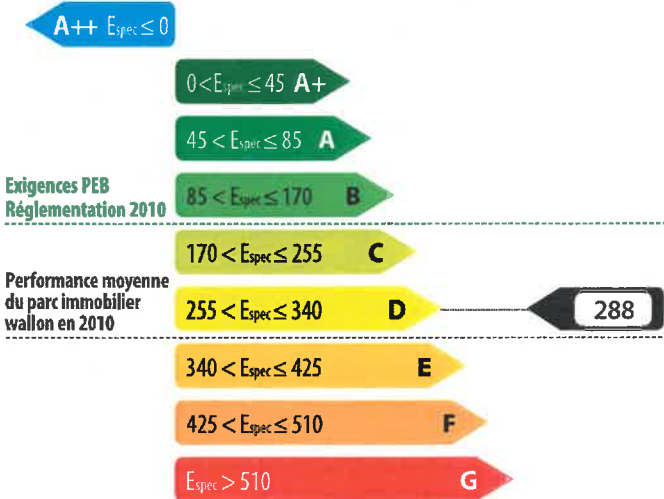 A++ Espec ≤ 0
0 < Espec ≤ 45 A+
45 < Espec ≤ 85 A
Exigences PEB
Réglementation 2010
85 < Espec ≤ 170 B
170 < Espec ≤ 255 C
Performance moyenne
du parc immobilier
wallon en 2010
255 < Espec ≤ 340 D
288
340 < Espec ≤ 425 E
425 < Espec ≤ 510 F
Espec > 510 G